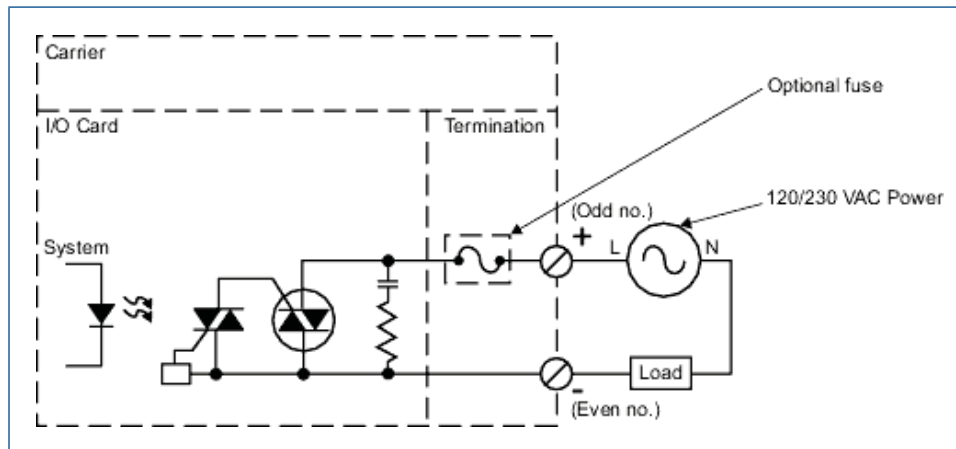 Carrier
Optional fuse
I/O Card
Termination
120/230 VAC Power
(Odd no.)
+
System
L
N
Load
-
(Even no.)